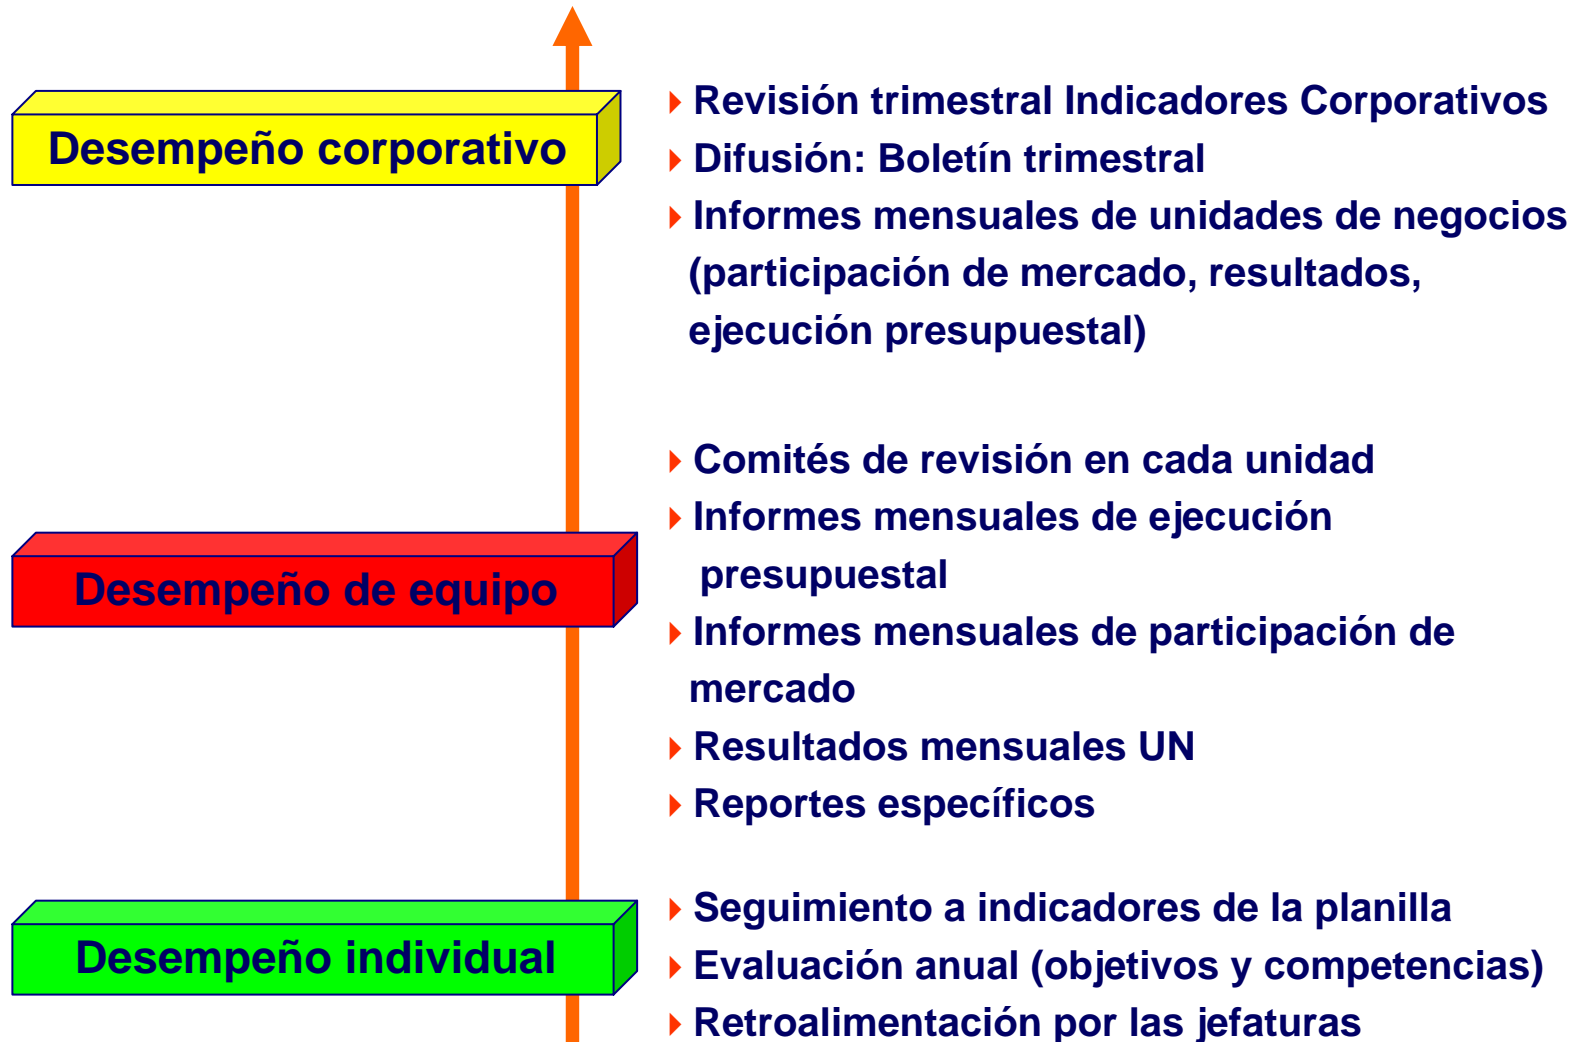 Desempeño corporativo
Revisión trimestral Indicadores Corporativos
Difusión: Boletín trimestral
Informes mensuales de unidades de negocios
(participación de mercado, resultados,
ejecución presupuestal)
Desempeño de equipo
Comités de revisión en cada unidad
Informes mensuales de ejecución
presupuestal
Informes mensuales de participación de
mercado
Resultados mensuales UN
Reportes específicos
Desempeño individual
Seguimiento a indicadores de la planilla
Evaluación anual (objetivos y competencias)
Retroalimentación por las jefaturas